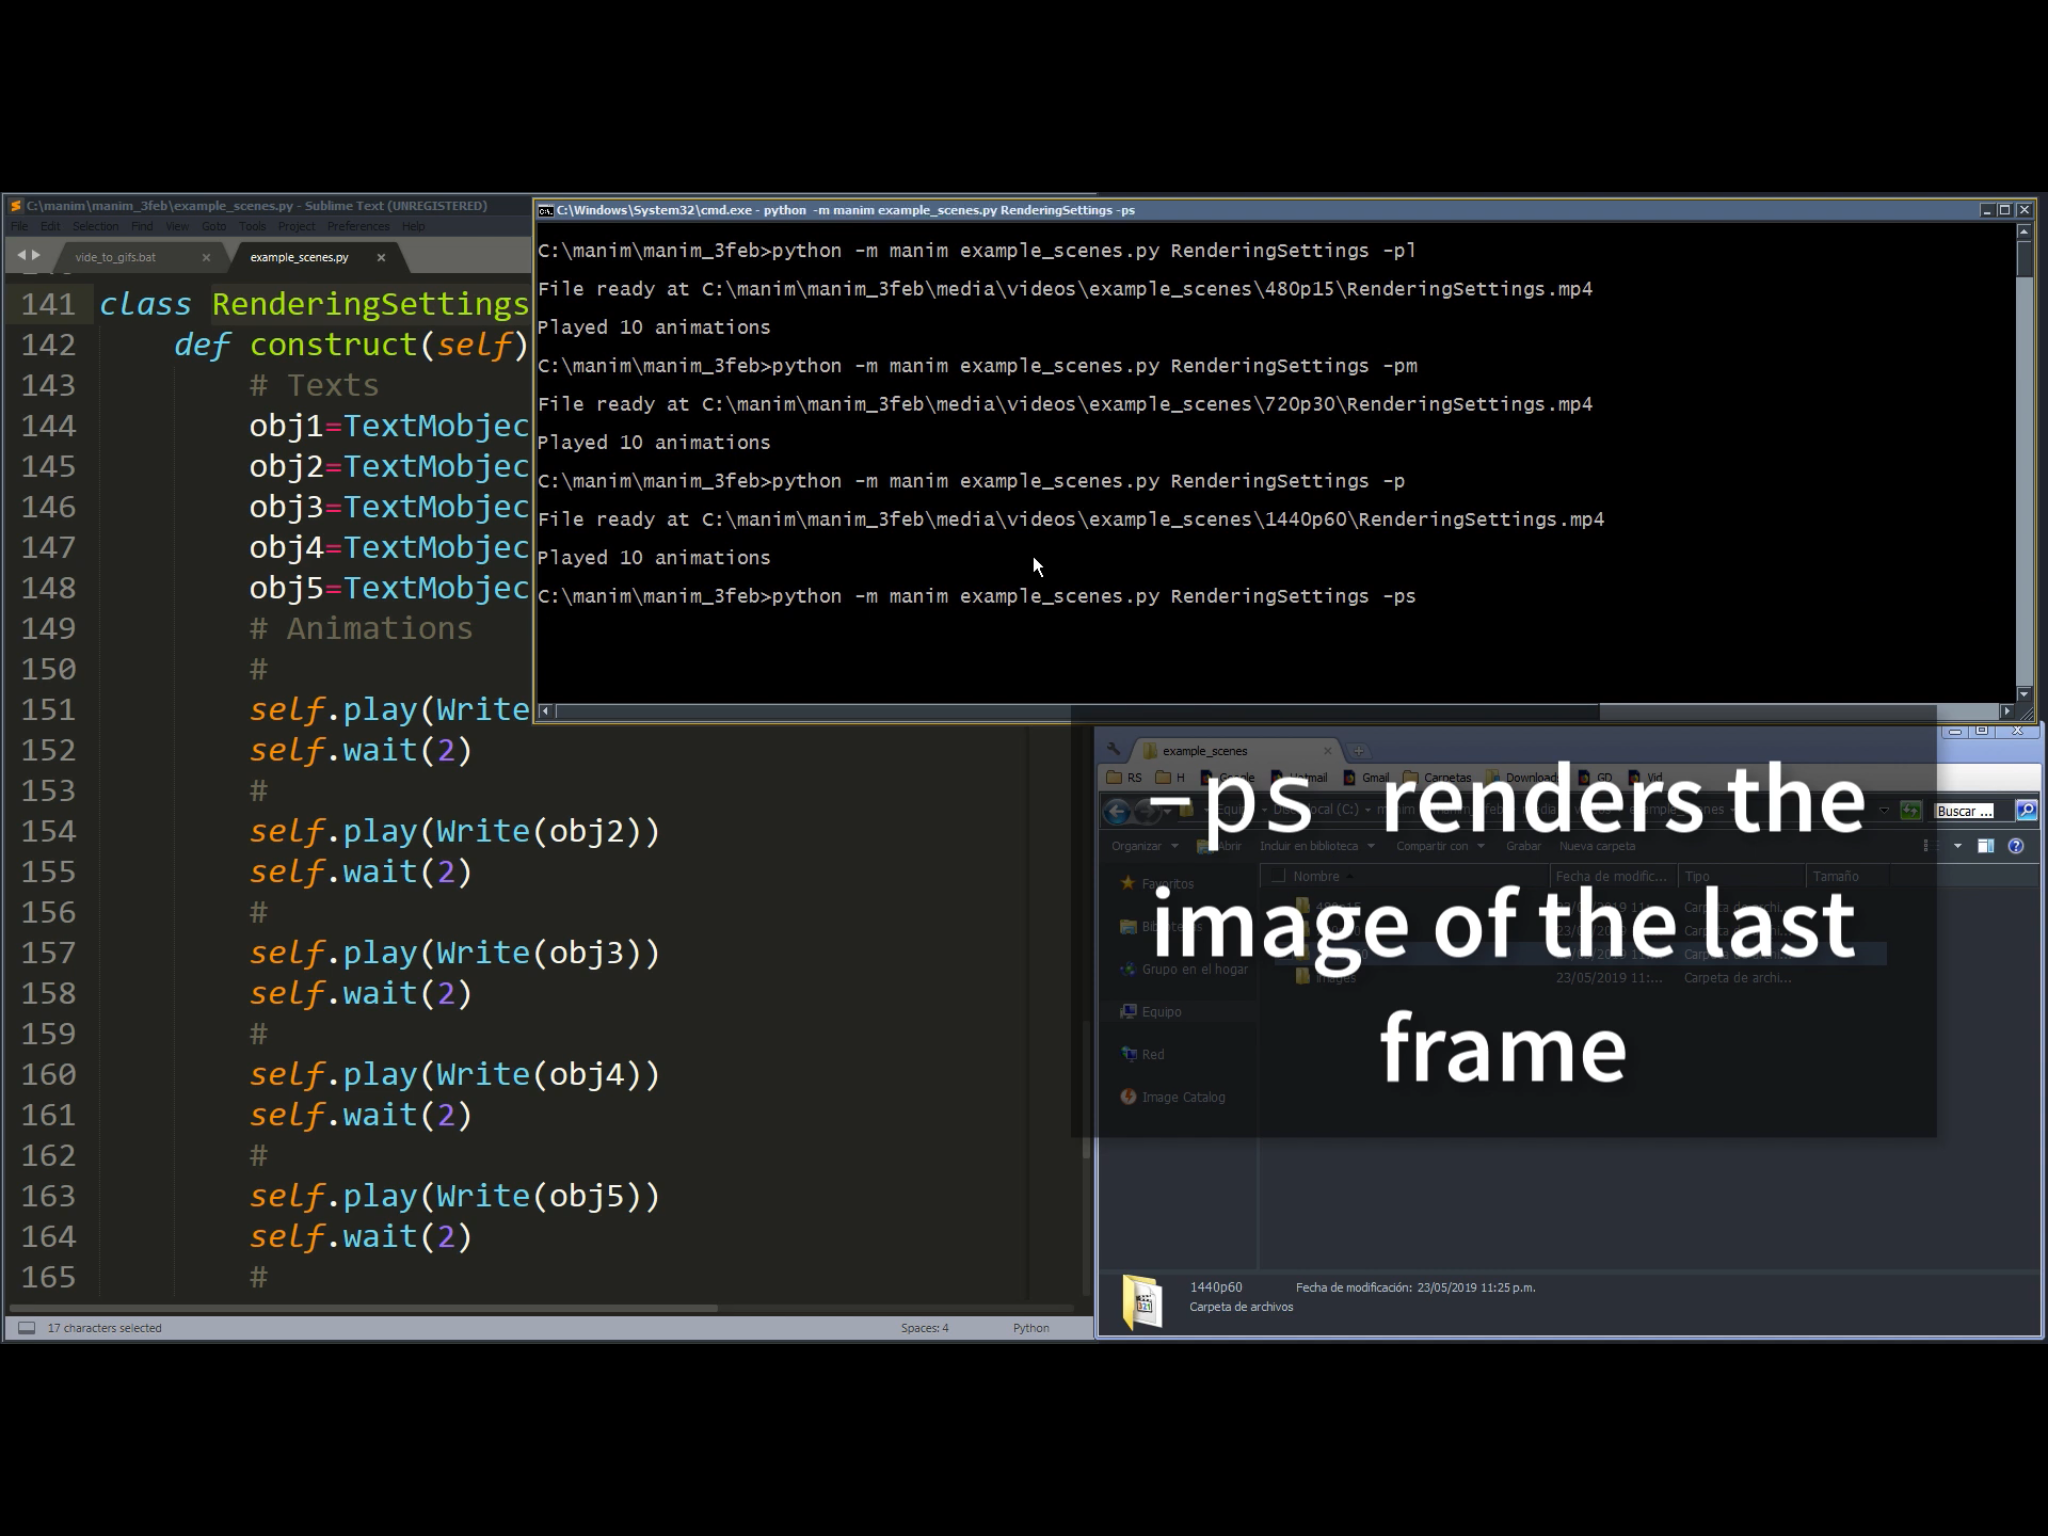 C:\manim\manim_3feb\example_scenes.py - Sublime Text (UNREGISTERED)
File Edit Selection Find View Goto Tools Project Preferences Help
vide_to_gifs.bat
example_scenes.py
141 class RenderingSettings
142 def construct(self)
143 # Texts
144 obj1=TextMobjec
145 obj2=TextMobjec
146 obj3=TextMobjec
147 obj4=TextMobjec
148 obj5=TextMobjec
149 # Animations
150 #
151 self.play(Write
152 self.wait(2)
153 #
154 self.play(Write(obj2))
155 self.wait(2)
156 #
157 self.play(Write(obj3))
158 self.wait(2)
159 #
160 self.play(Write(obj4))
161 self.wait(2)
162 #
163 self.play(Write(obj5))
164 self.wait(2)
165 #
17 characters selected
Spaces: 4
Python
C:\Windows\System32\cmd.exe - python -m manim example_scenes.py RenderingSettings -ps
C:\manim\manim_3feb>python -m manim example_scenes.py RenderingSettings -pl
File ready at C:\manim\manim_3feb\media\videos\example_scenes\480p15\RenderingSettings.mp4
Played 10 animations
C:\manim\manim_3feb>python -m manim example_scenes.py RenderingSettings -pm
File ready at C:\manim\manim_3feb\media\videos\example_scenes\720p30\RenderingSettings.mp4
Played 10 animations
C:\manim\manim_3feb>python -m manim example_scenes.py RenderingSettings -p
File ready at C:\manim\manim_3feb\media\videos\example_scenes\1440p60\RenderingSettings.mp4
Played 10 animations
C:\manim\manim_3feb>python -m manim example_scenes.py RenderingSettings -ps
example_scenes
RS H Google Hotmail Gmail Carpetas Downloads GD Vid
Buscar ...
-ps renders the
image of the last
frame
Organizar Abrir Incluir en biblioteca Compartir con Grabar Nueva carpeta
Nombre Fecha de modific... Tipo Tamaño
Favoritos
Grupo en el hogar
Equipo
Red
Image Catalog
images 23/05/2019 11:... Carpeta de archi...
1440p60 Fecha de modificación: 23/05/2019 11:25 p.m.
Carpeta de archivos